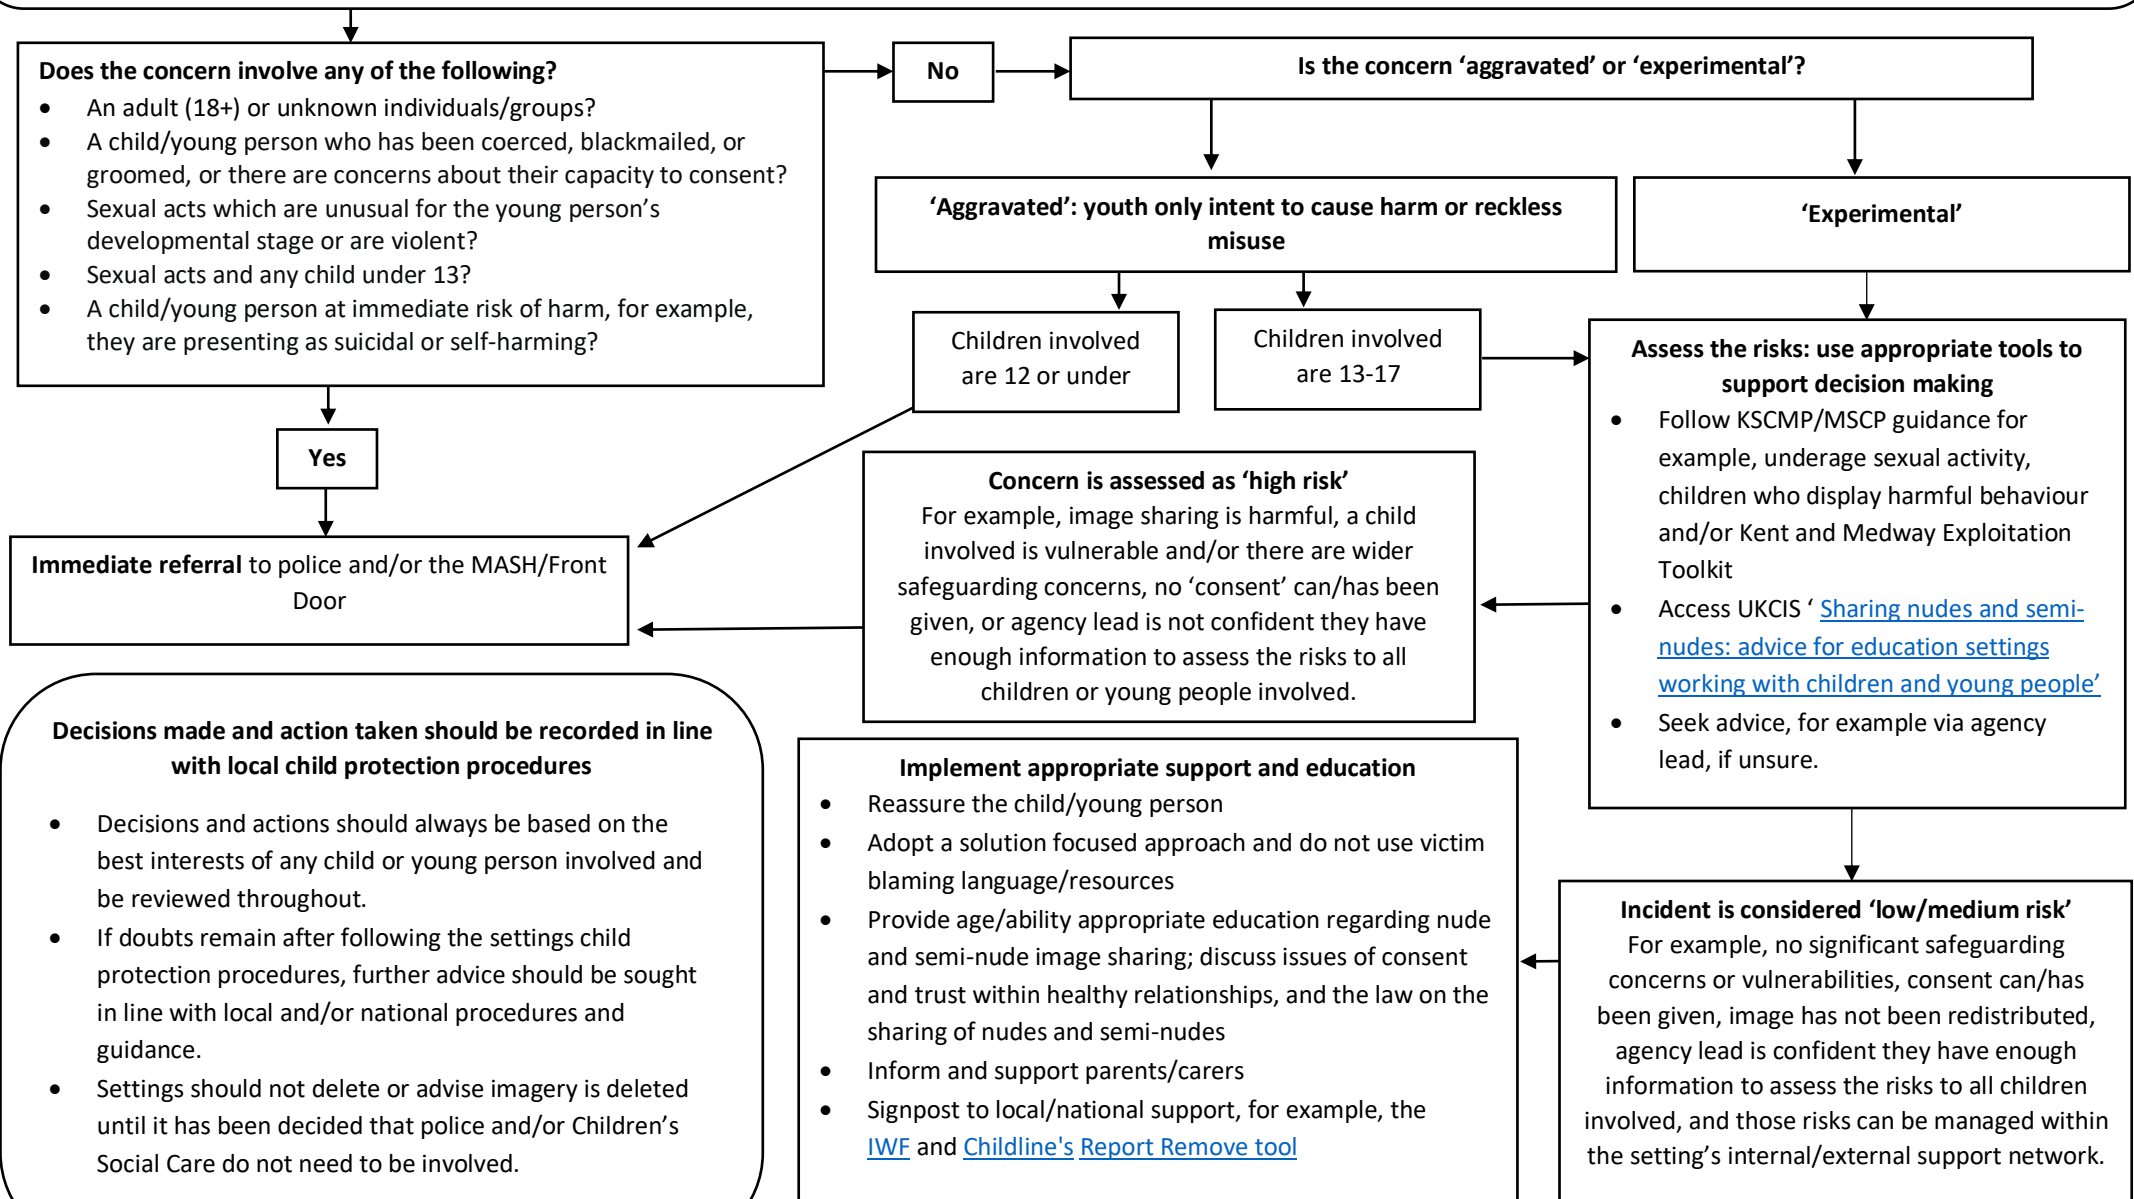 Does the concern involve any of the following?
• An adult (18+) or unknown individuals/groups?
• A child/young person who has been coerced, blackmailed, or
groomed, or there are concerns about their capacity to consent?
• Sexual acts which are unusual for the young person’s
developmental stage or are violent?
• Sexual acts and any child under 13?
• A child/young person at immediate risk of harm, for example,
they are presenting as suicidal or self-harming?
No
Is the concern ‘aggravated’ or ‘experimental’?
‘Aggravated’: youth only intent to cause harm or reckless
misuse
‘Experimental’
Children involved
are 12 or under
Children involved
are 13-17
Yes
Immediate referral to police and/or the MASH/Front
Door
Assess the risks: use appropriate tools to
support decision making
• Follow KSCMP/MSCP guidance for
example, underage sexual activity,
children who display harmful behaviour
and/or Kent and Medway Exploitation
Toolkit
• Access UKCIS ‘ Sharing nudes and semi-
nudes: advice for education settings
working with children and young people’
• Seek advice, for example via agency
lead, if unsure.
Concern is assessed as ‘high risk’
For example, image sharing is harmful, a child
involved is vulnerable and/or there are wider
safeguarding concerns, no ‘consent’ can/has been
given, or agency lead is not confident they have
enough information to assess the risks to all
children or young people involved.
Decisions made and action taken should be recorded in line
with local child protection procedures
• Decisions and actions should always be based on the
best interests of any child or young person involved and
be reviewed throughout.
• If doubts remain after following the settings child
protection procedures, further advice should be sought
in line with local and/or national procedures and
guidance.
• Settings should not delete or advise imagery is deleted
until it has been decided that police and/or Children’s
Social Care do not need to be involved.
Implement appropriate support and education
• Reassure the child/young person
• Adopt a solution focused approach and do not use victim
blaming language/resources
• Provide age/ability appropriate education regarding nude
and semi-nude image sharing; discuss issues of consent
and trust within healthy relationships, and the law on the
sharing of nudes and semi-nudes
• Inform and support parents/carers
• Signpost to local/national support, for example, the
IWF and Childline's Report Remove tool
Incident is considered ‘low/medium risk’
For example, no significant safeguarding
concerns or vulnerabilities, consent can/has
been given, image has not been redistributed,
agency lead is confident they have enough
information to assess the risks to all children
involved, and those risks can be managed within
the setting’s internal/external support network.